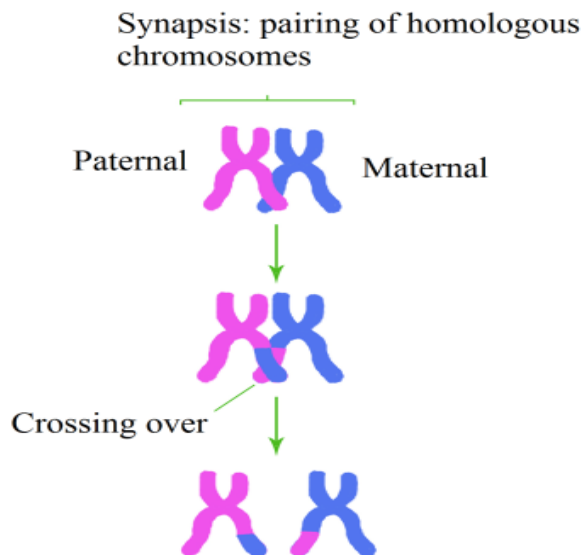 Synapsis: pairing of homologous
chromosomes
Paternal
Maternal
Crossing over